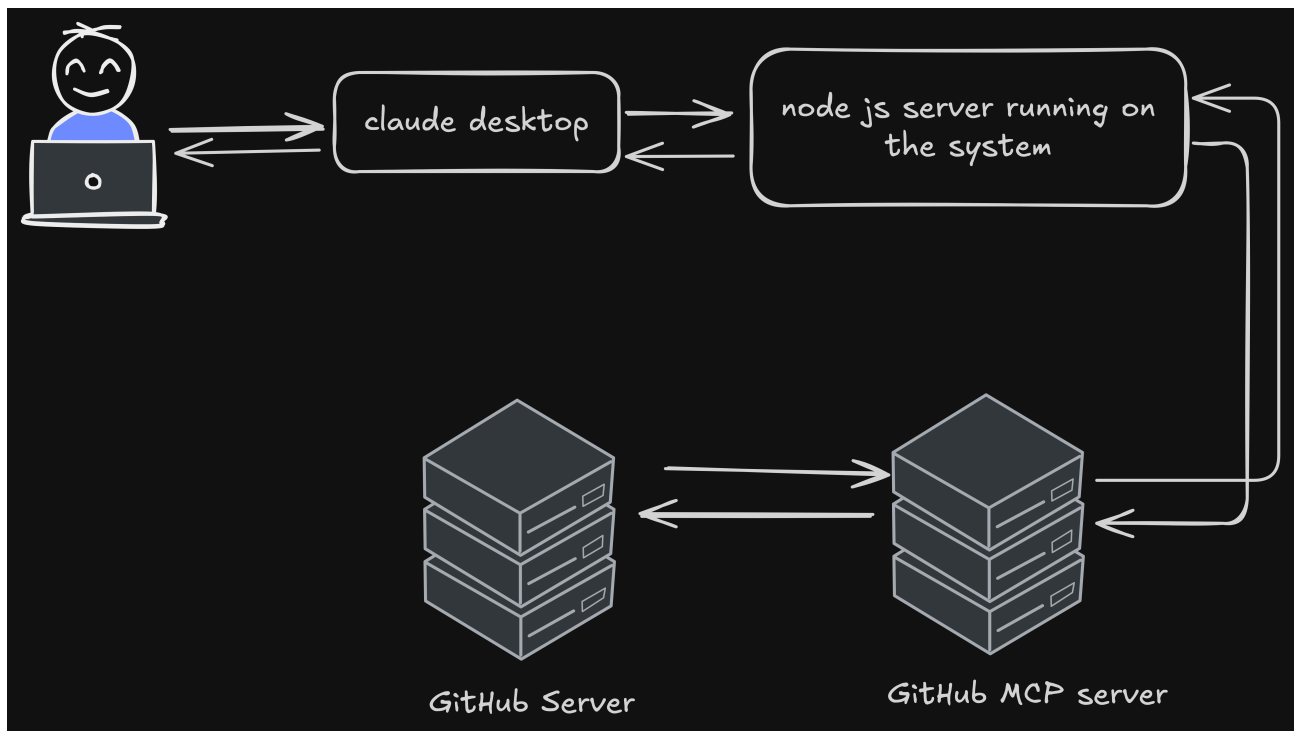 claude desktop
node js server running on
the system
GitHub Server
GitHub MCP server